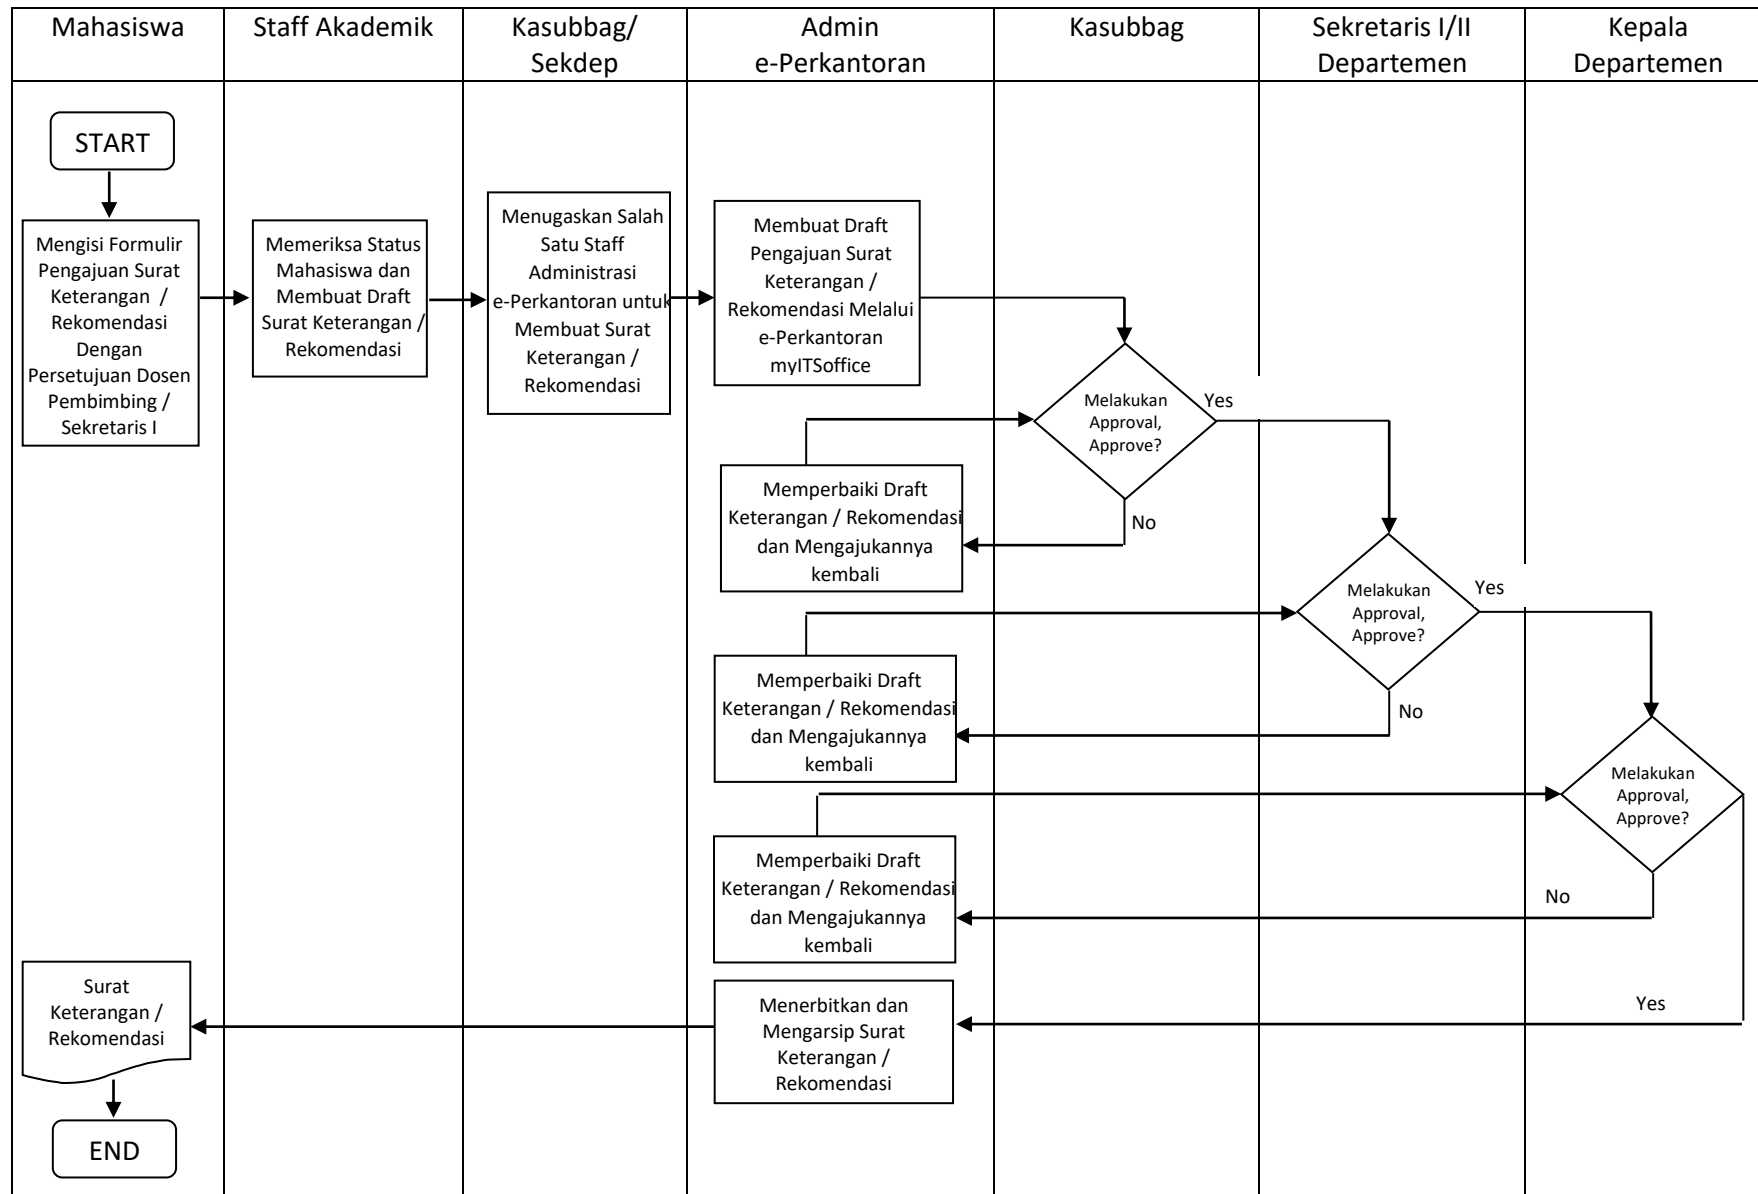 Mahasiswa
Staff Akademik
Kasubbag/
Sekdep
Admin
e-Perkantoran
Kasubbag
Sekretaris I/II
Departemen
Kepala
Departemen
START
Mengisi Formulir
Pengajuan Surat
Keterangan /
Rekomendasi
Dengan
Persetujuan Dosen
Pembimbing /
Sekretaris I
Memeriksa Status
Mahasiswa dan
Membuat Draft
Surat Keterangan /
Rekomendasi
Menugaskan Salah
Satu Staff
Administrasi
e-Perkantoran untuk
Membuat Surat
Keterangan /
Rekomendasi
Membuat Draft
Pengajuan Surat
Keterangan /
Rekomendasi Melalui
e-Perkantoran
myITSoffice
Melakukan
Approval,
Approve?
Yes
No
Memperbaiki Draft
Keterangan / Rekomendasi
dan Mengajukannya
kembali
Melakukan
Approval,
Approve?
Yes
No
Memperbaiki Draft
Keterangan / Rekomendasi
dan Mengajukannya
kembali
Melakukan
Approval,
Approve?
No
Yes
Memperbaiki Draft
Keterangan / Rekomendasi
dan Mengajukannya
kembali
Menerbitkan dan
Mengarsip Surat
Keterangan /
Rekomendasi
Surat
Keterangan /
Rekomendasi
END